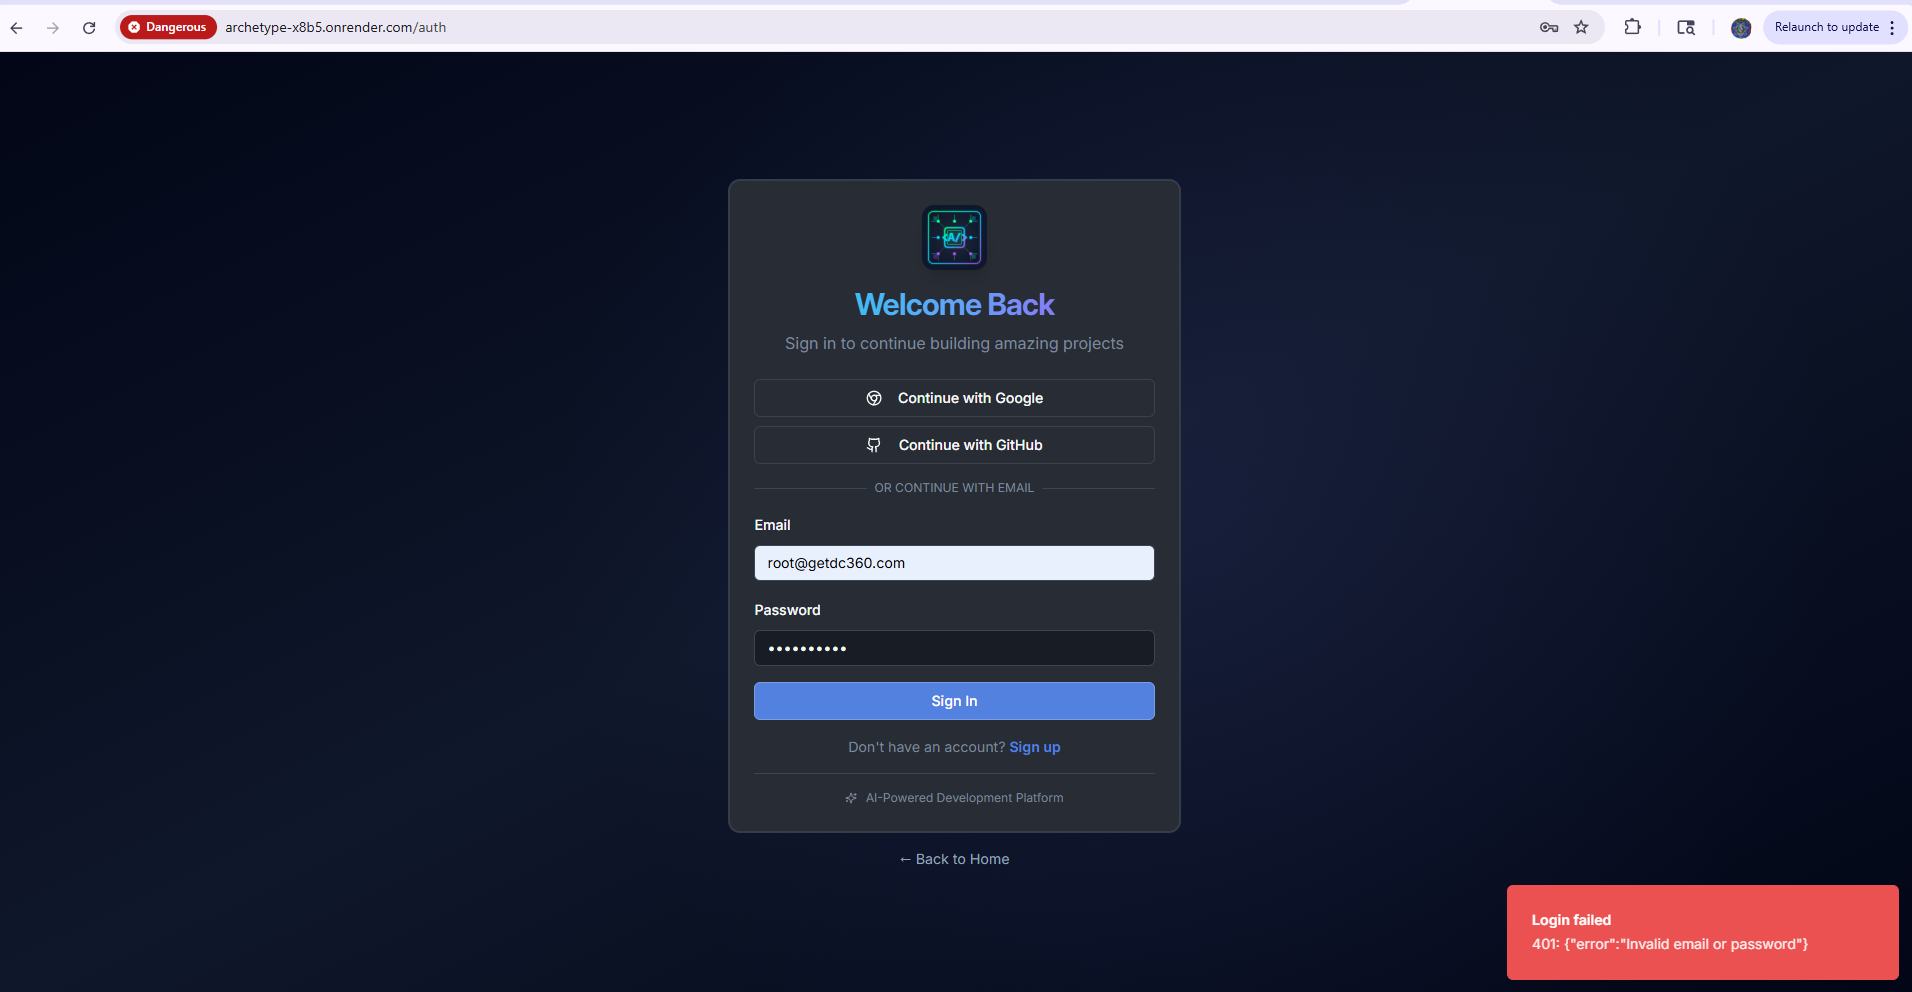 Dangerous
archetype-x8b5.onrender.com/auth
Relaunch to update
AI
Welcome Back
Sign in to continue building amazing projects
Continue with Google
Continue with GitHub
OR CONTINUE WITH EMAIL
Email
root@getdc360.com
Password
••••••••••
Sign In
Don't have an account? Sign up
AI-Powered Development Platform
← Back to Home
Login failed
401: {"error":"Invalid email or password"}